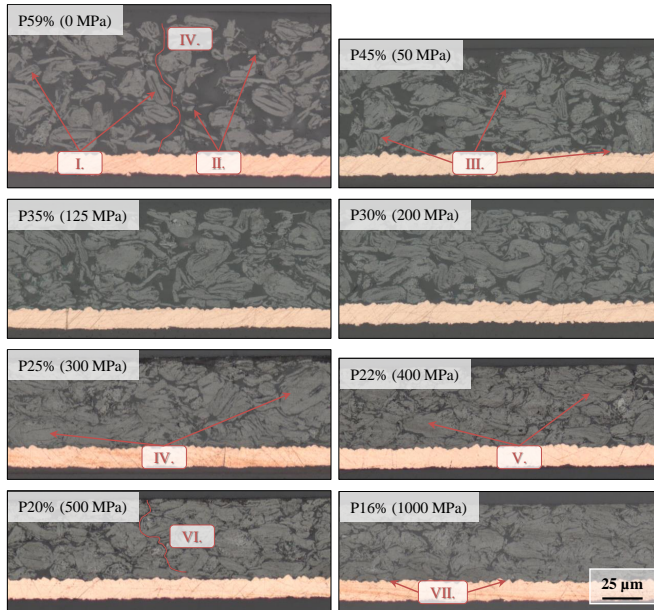 P59% (0 MPa)
IV.
I.
II.
P45% (50 MPa)
III.
P35% (125 MPa)
P30% (200 MPa)
P25% (300 MPa)
IV.
P22% (400 MPa)
V.
P20% (500 MPa)
VI.
P16% (1000 MPa)
VII.
25 µm